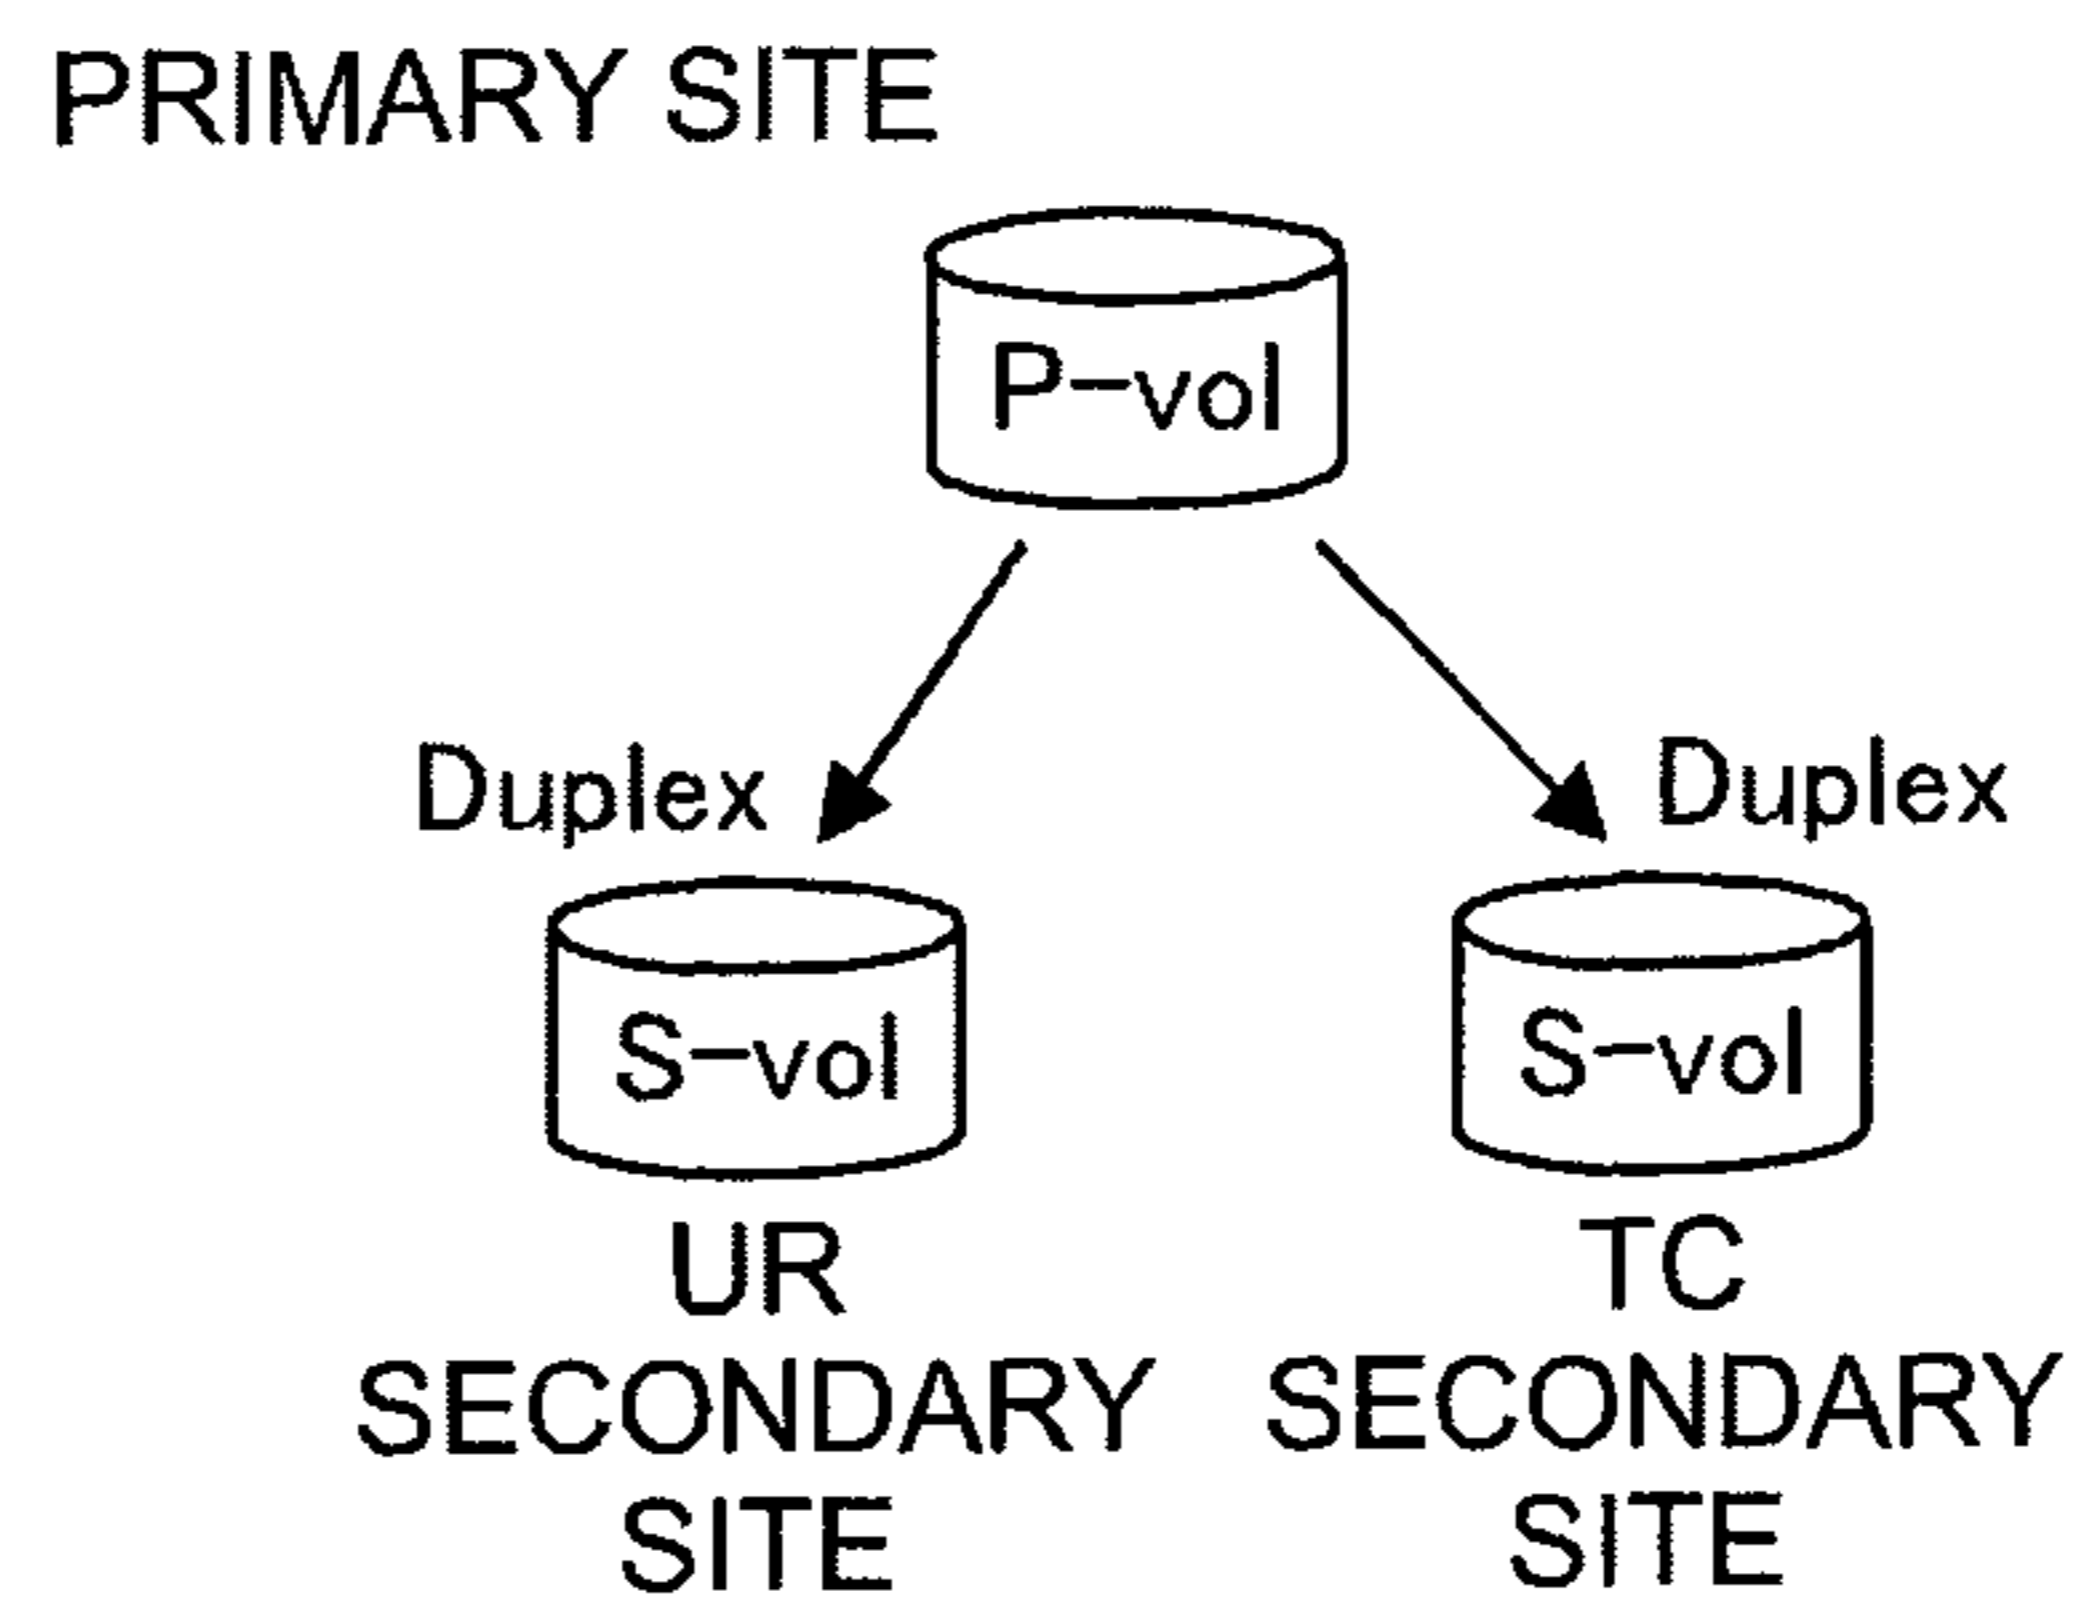 PRIMARY SITE
P-vol
Duplex
Duplex
S-vol
S-vol
UR
SECONDARY
SITE
TC
SECONDARY
SITE